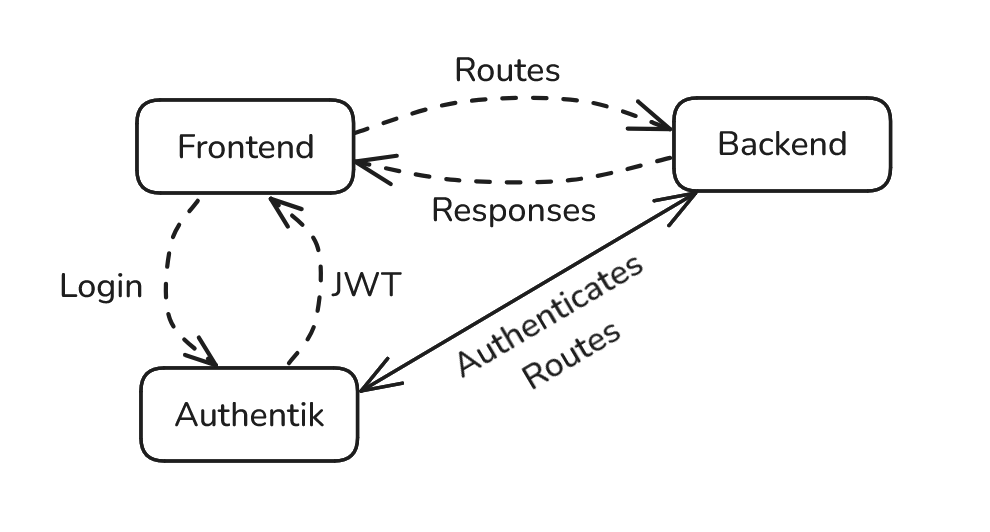 Routes
Frontend
Backend
Responses
Login
JWT
Authenticates
Routes
Authentik